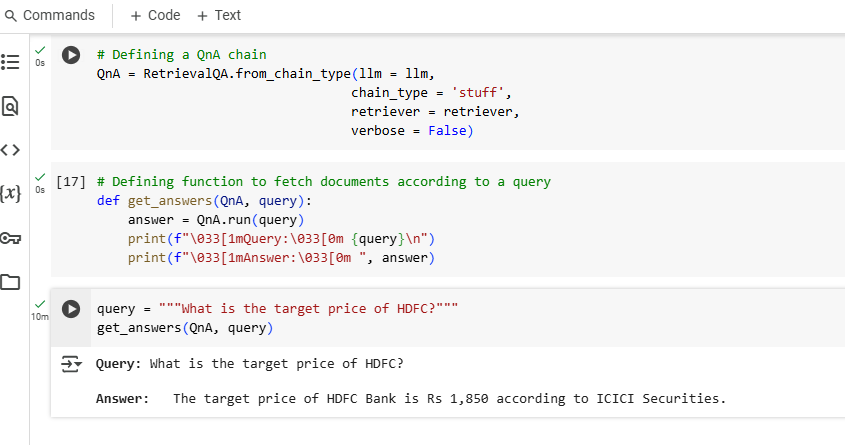 Commands
+ Code
+ Text
0s
# Defining a QnA chain
QnA = RetrievalQA.from_chain_type(llm = llm,
chain_type = 'stuff',
retriever = retriever,
verbose = False)
0s
[17]
# Defining function to fetch documents according to a query
def get_answers(QnA, query):
answer = QnA.run(query)
print(f"\033[1mQuery:\033[0m {query}\n")
print(f"\033[1mAnswer:\033[0m ", answer)
10m
query = """What is the target price of HDFC?"""
get_answers(QnA, query)
Query: What is the target price of HDFC?
Answer: The target price of HDFC Bank is Rs 1,850 according to ICICI Securities.